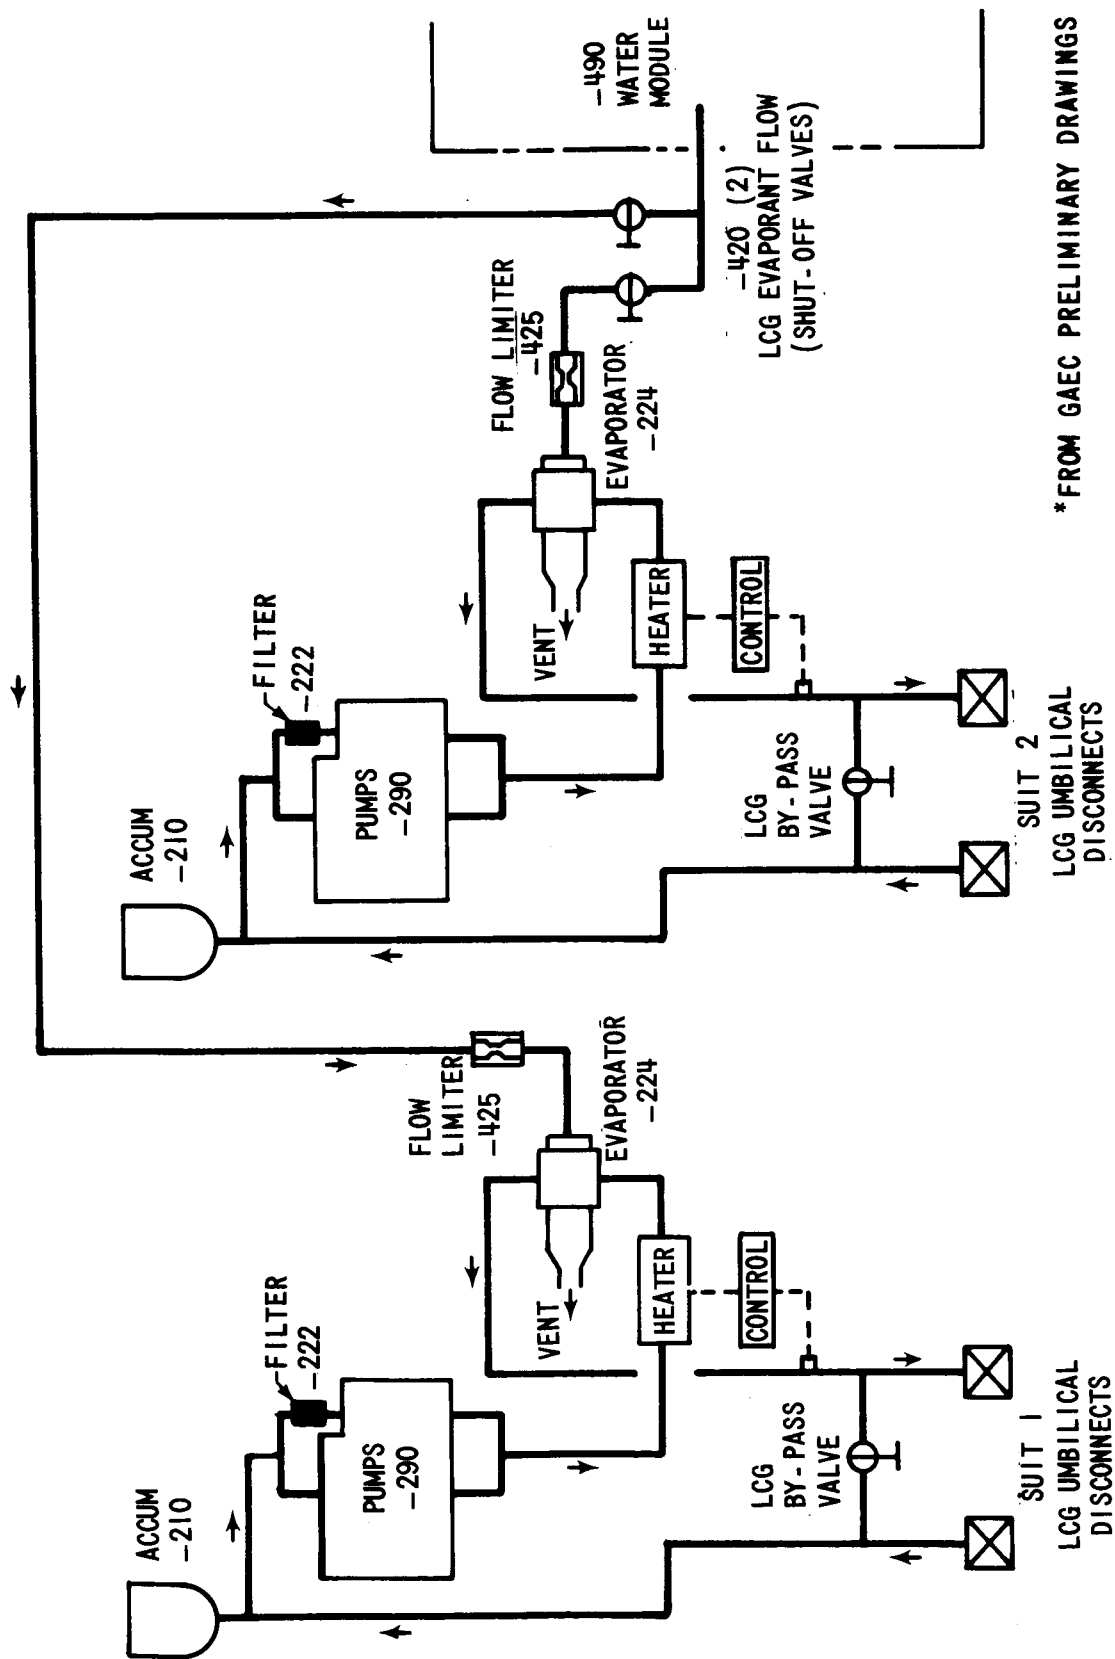 ACCUM
-210
FILTER
-222
PUMPS
-290
FLOW
LIMITER
-425
EVAPORATOR
-224
VENT
HEATER
CONTROL
LCG
BY-PASS
VALVE
SUIT 1
LCG UMBILICAL
DISCONNECTS
ACCUM
-210
FILTER
-222
PUMPS
-290
FLOW LIMITER
-425
EVAPORATOR
-224
VENT
HEATER
CONTROL
LCG
BY-PASS
VALVE
SUIT 2
LCG UMBILICAL
DISCONNECTS
-490
WATER
MODULE
-420 (2)
LCG EVAPORANT FLOW
(SHUT-OFF VALVES)
*FROM GAEC PRELIMINARY DRAWINGS